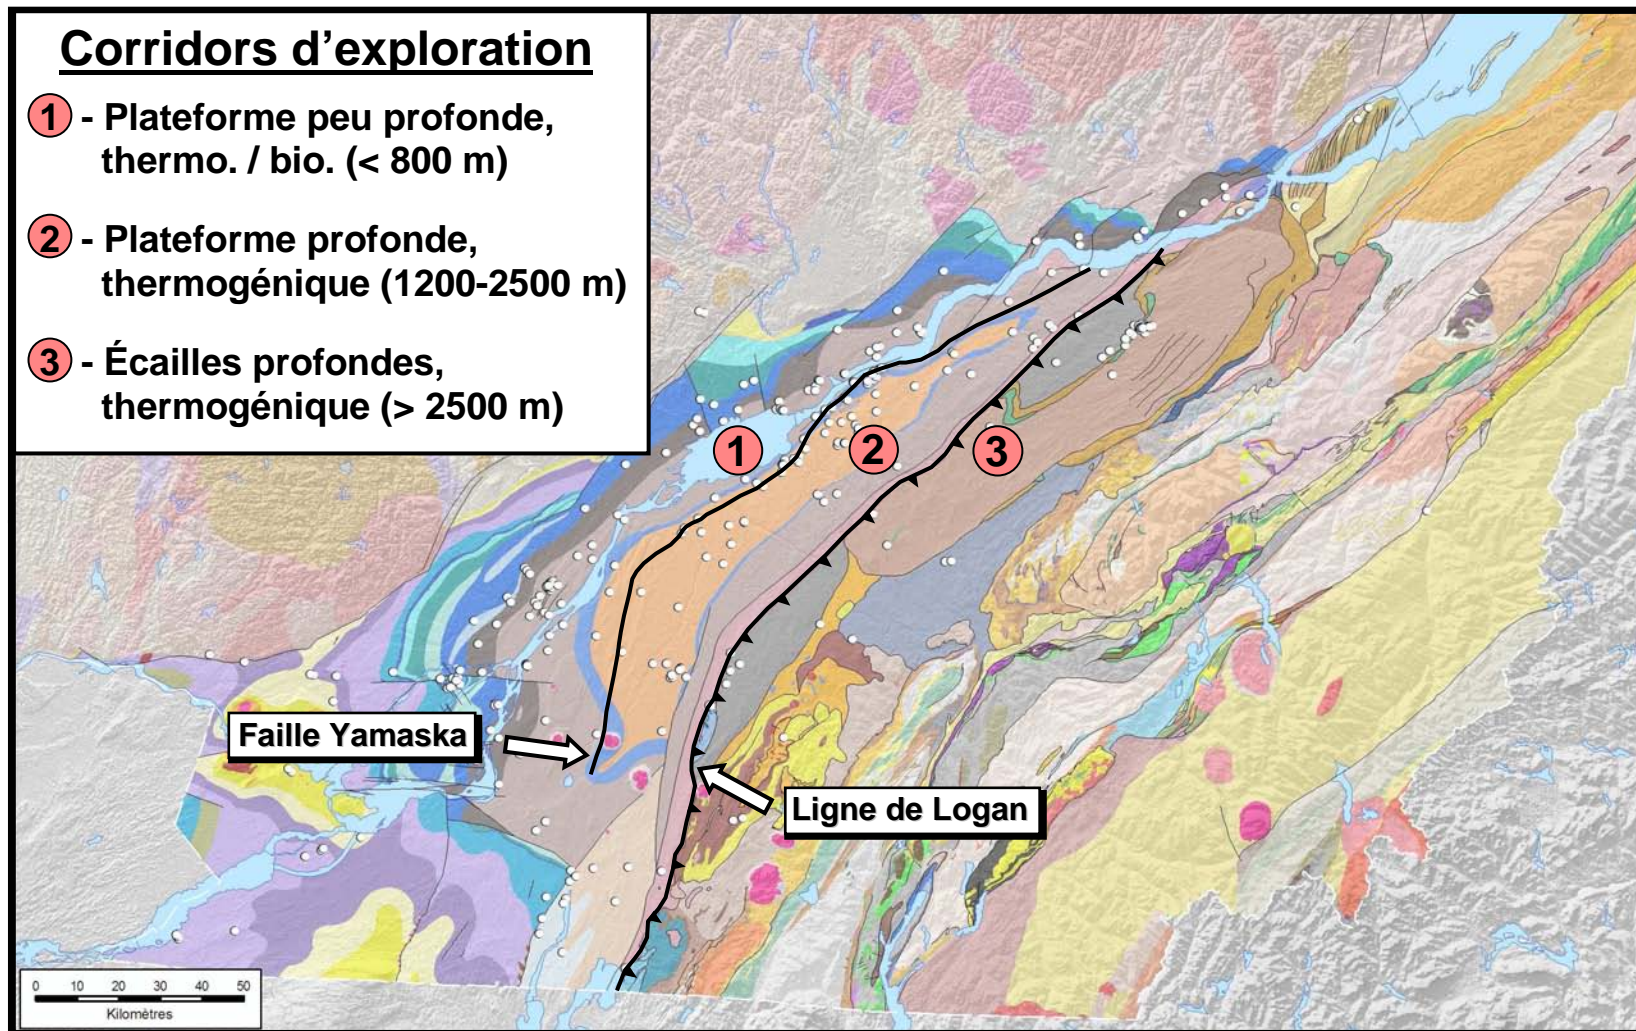 Corridors d'exploration
1 - Plateforme peu profonde,
thermo. / bio. (< 800 m)
2 - Plateforme profonde,
thermogénique (1200-2500 m)
3 - Écailles profondes,
thermogénique (> 2500 m)
1
2
3
Faille Yamaska
Ligne de Logan
0 10 20 30 40 50
Kilomètres